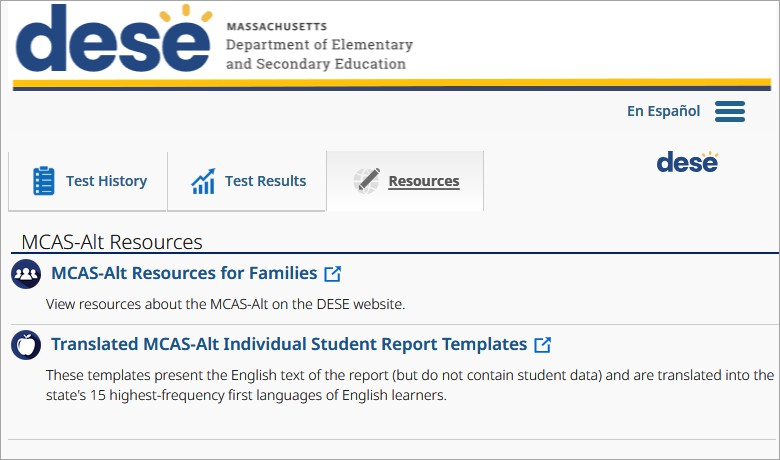 dese
MASSACHUSETTS
Department of Elementary
and Secondary Education
En Español
Test History
Test Results
Resources
dese
MCAS-Alt Resources
MCAS-Alt Resources for Families
View resources about the MCAS-Alt on the DESE website.
Translated MCAS-Alt Individual Student Report Templates
These templates present the English text of the report (but do not contain student data) and are translated into the
state's 15 highest-frequency first languages of English learners.